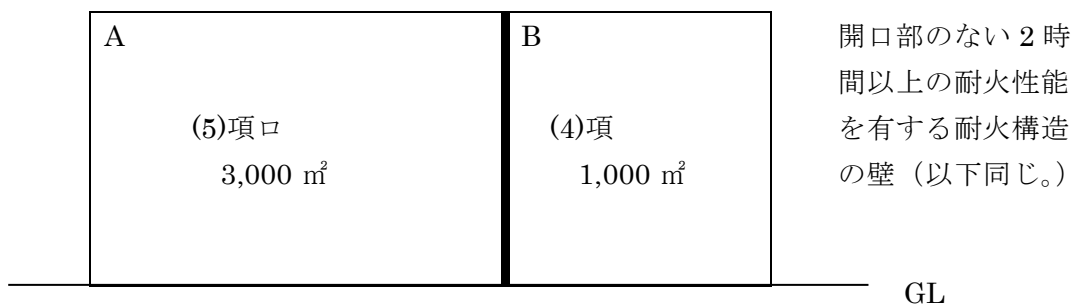 A
(5)項ロ
3,000 ㎡
B
(4)項
1,000 ㎡
開口部のない 2 時
間以上の耐火性能
を有する耐火構造
の壁（以下同じ。）
GL